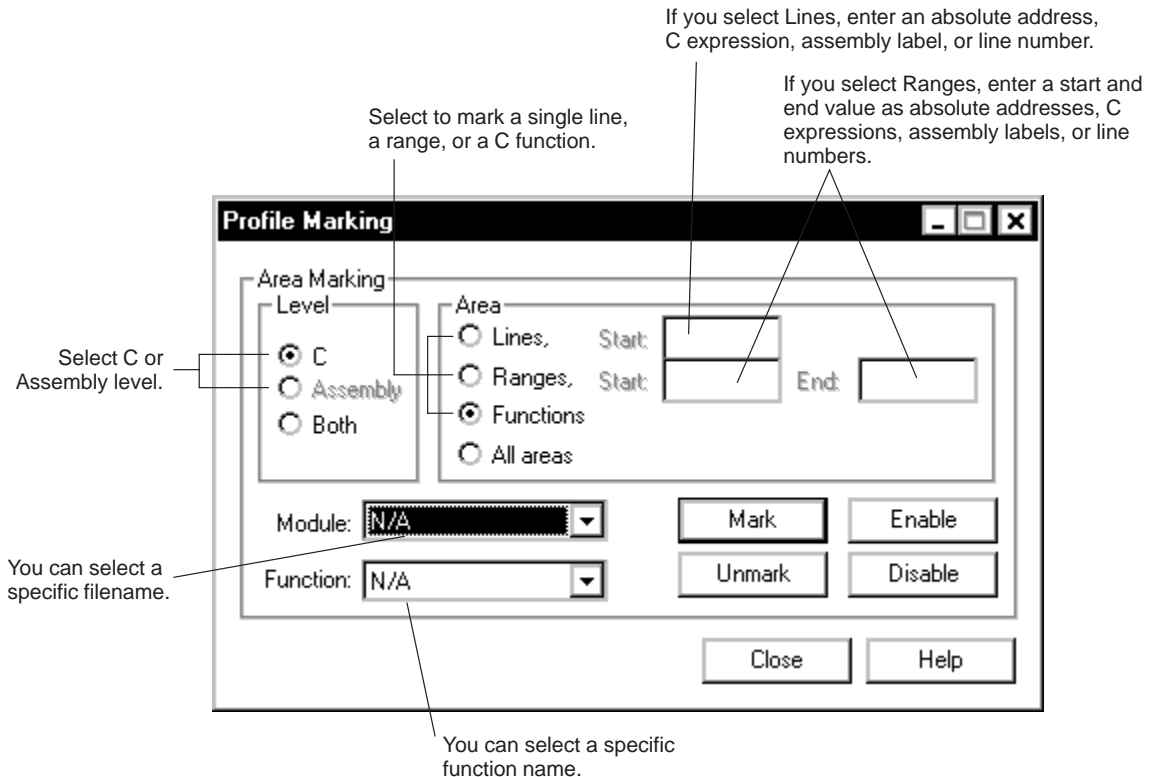 If you select Lines, enter an absolute address,
C expression, assembly label, or line number.
If you select Ranges, enter a start and
end value as absolute addresses, C
expressions, assembly labels, or line
numbers.
Select to mark a single line,
a range, or a C function.
Profile Marking
Area Marking
Level
Area
Select C or
Assembly level.
C
Assembly
Both
Lines, Start:
Ranges, Start: End:
Functions
All areas
Module: N/A
Mark Enable
You can select a
specific filename.
Function: N/A
Unmark Disable
Close Help
You can select a specific
function name.